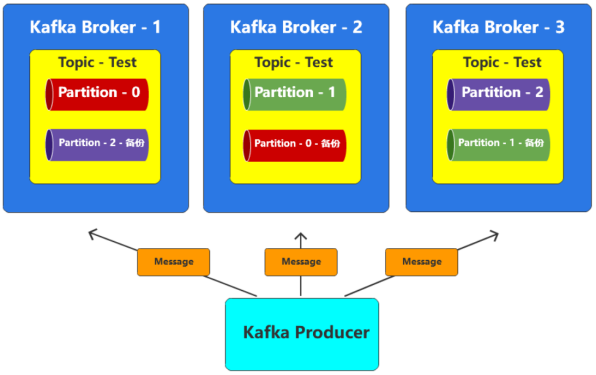 Kafka Broker - 1
Topic - Test
Partition - 0
Partition - 2 - 备份
Kafka Broker - 2
Topic - Test
Partition - 1
Partition - 0 - 备份
Kafka Broker - 3
Topic - Test
Partition - 2
Partition - 1 - 备份
Message
Message
Message
Kafka Producer